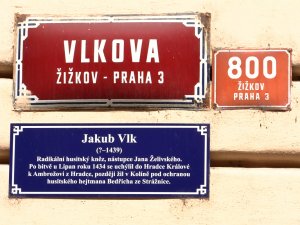 VLKOVA
ŽIŽKOV - PRAHA 3
800
ŽIŽKOV
PRAHA 3
Jakub Vlk
(?–1439)
Radikální husitský kněz, nástupce Jana Želivského.
Po bitvě u Lipan roku 1434 se uchýlil do Hradce Králové
k Ambrožovi z Hradce, později žil v Kolíně pod ochranou
husitského hejtmana Bedřicha ze Strážnice.